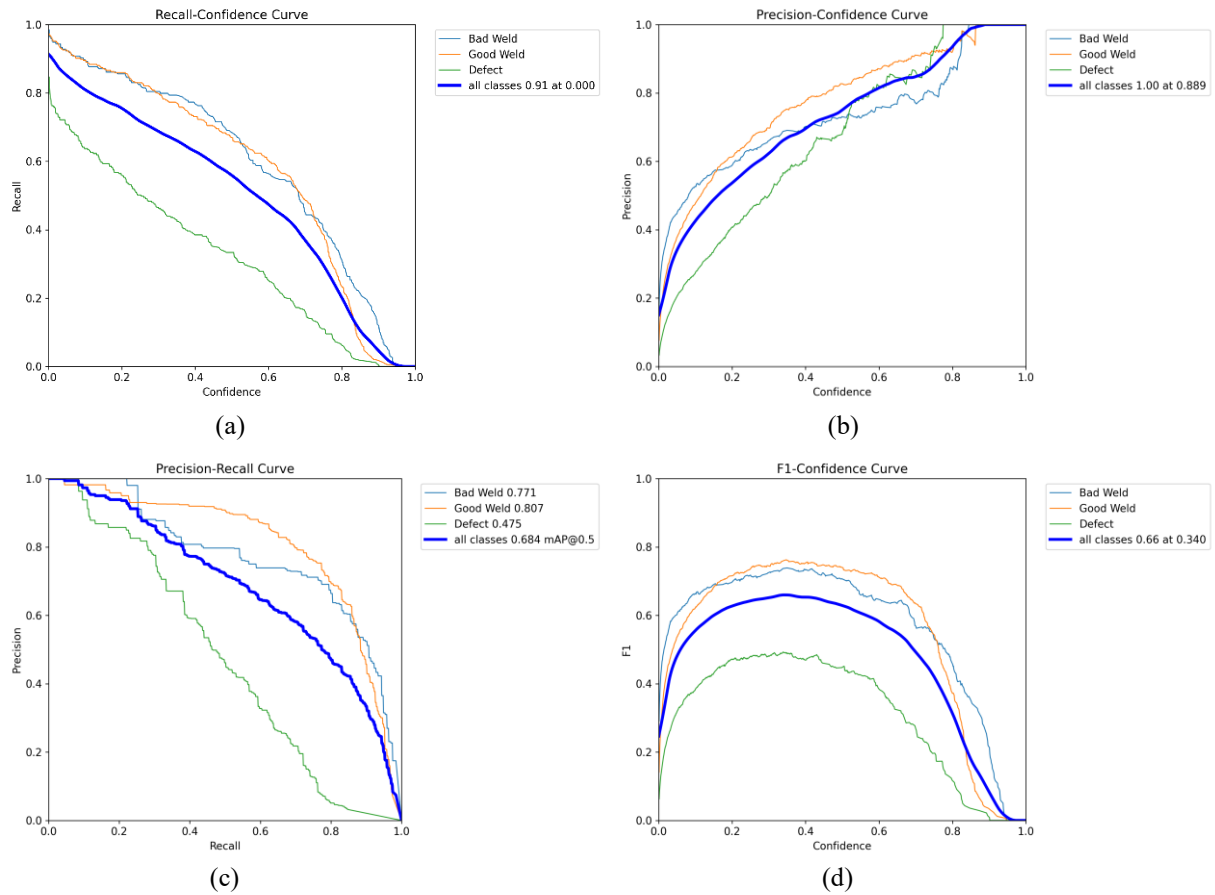 Recall-Confidence Curve
1.0
0.8
0.6
0.4
0.2
0.0
Recall
0.0 0.2 0.4 0.6 0.8 1.0
Confidence
Bad Weld
Good Weld
Defect
all classes 0.91 at 0.000
(a)
Precision-Confidence Curve
1.0
0.8
0.6
0.4
0.2
0.0
Precision
0.0 0.2 0.4 0.6 0.8 1.0
Confidence
Bad Weld
Good Weld
Defect
all classes 1.00 at 0.889
(b)
Precision-Recall Curve
1.0
0.8
0.6
0.4
0.2
0.0
Precision
0.0 0.2 0.4 0.6 0.8 1.0
Recall
Bad Weld 0.771
Good Weld 0.807
Defect 0.475
all classes 0.684 mAP@0.5
(c)
F1-Confidence Curve
1.0
0.8
0.6
0.4
0.2
0.0
F1
0.0 0.2 0.4 0.6 0.8 1.0
Confidence
Bad Weld
Good Weld
Defect
all classes 0.66 at 0.340
(d)